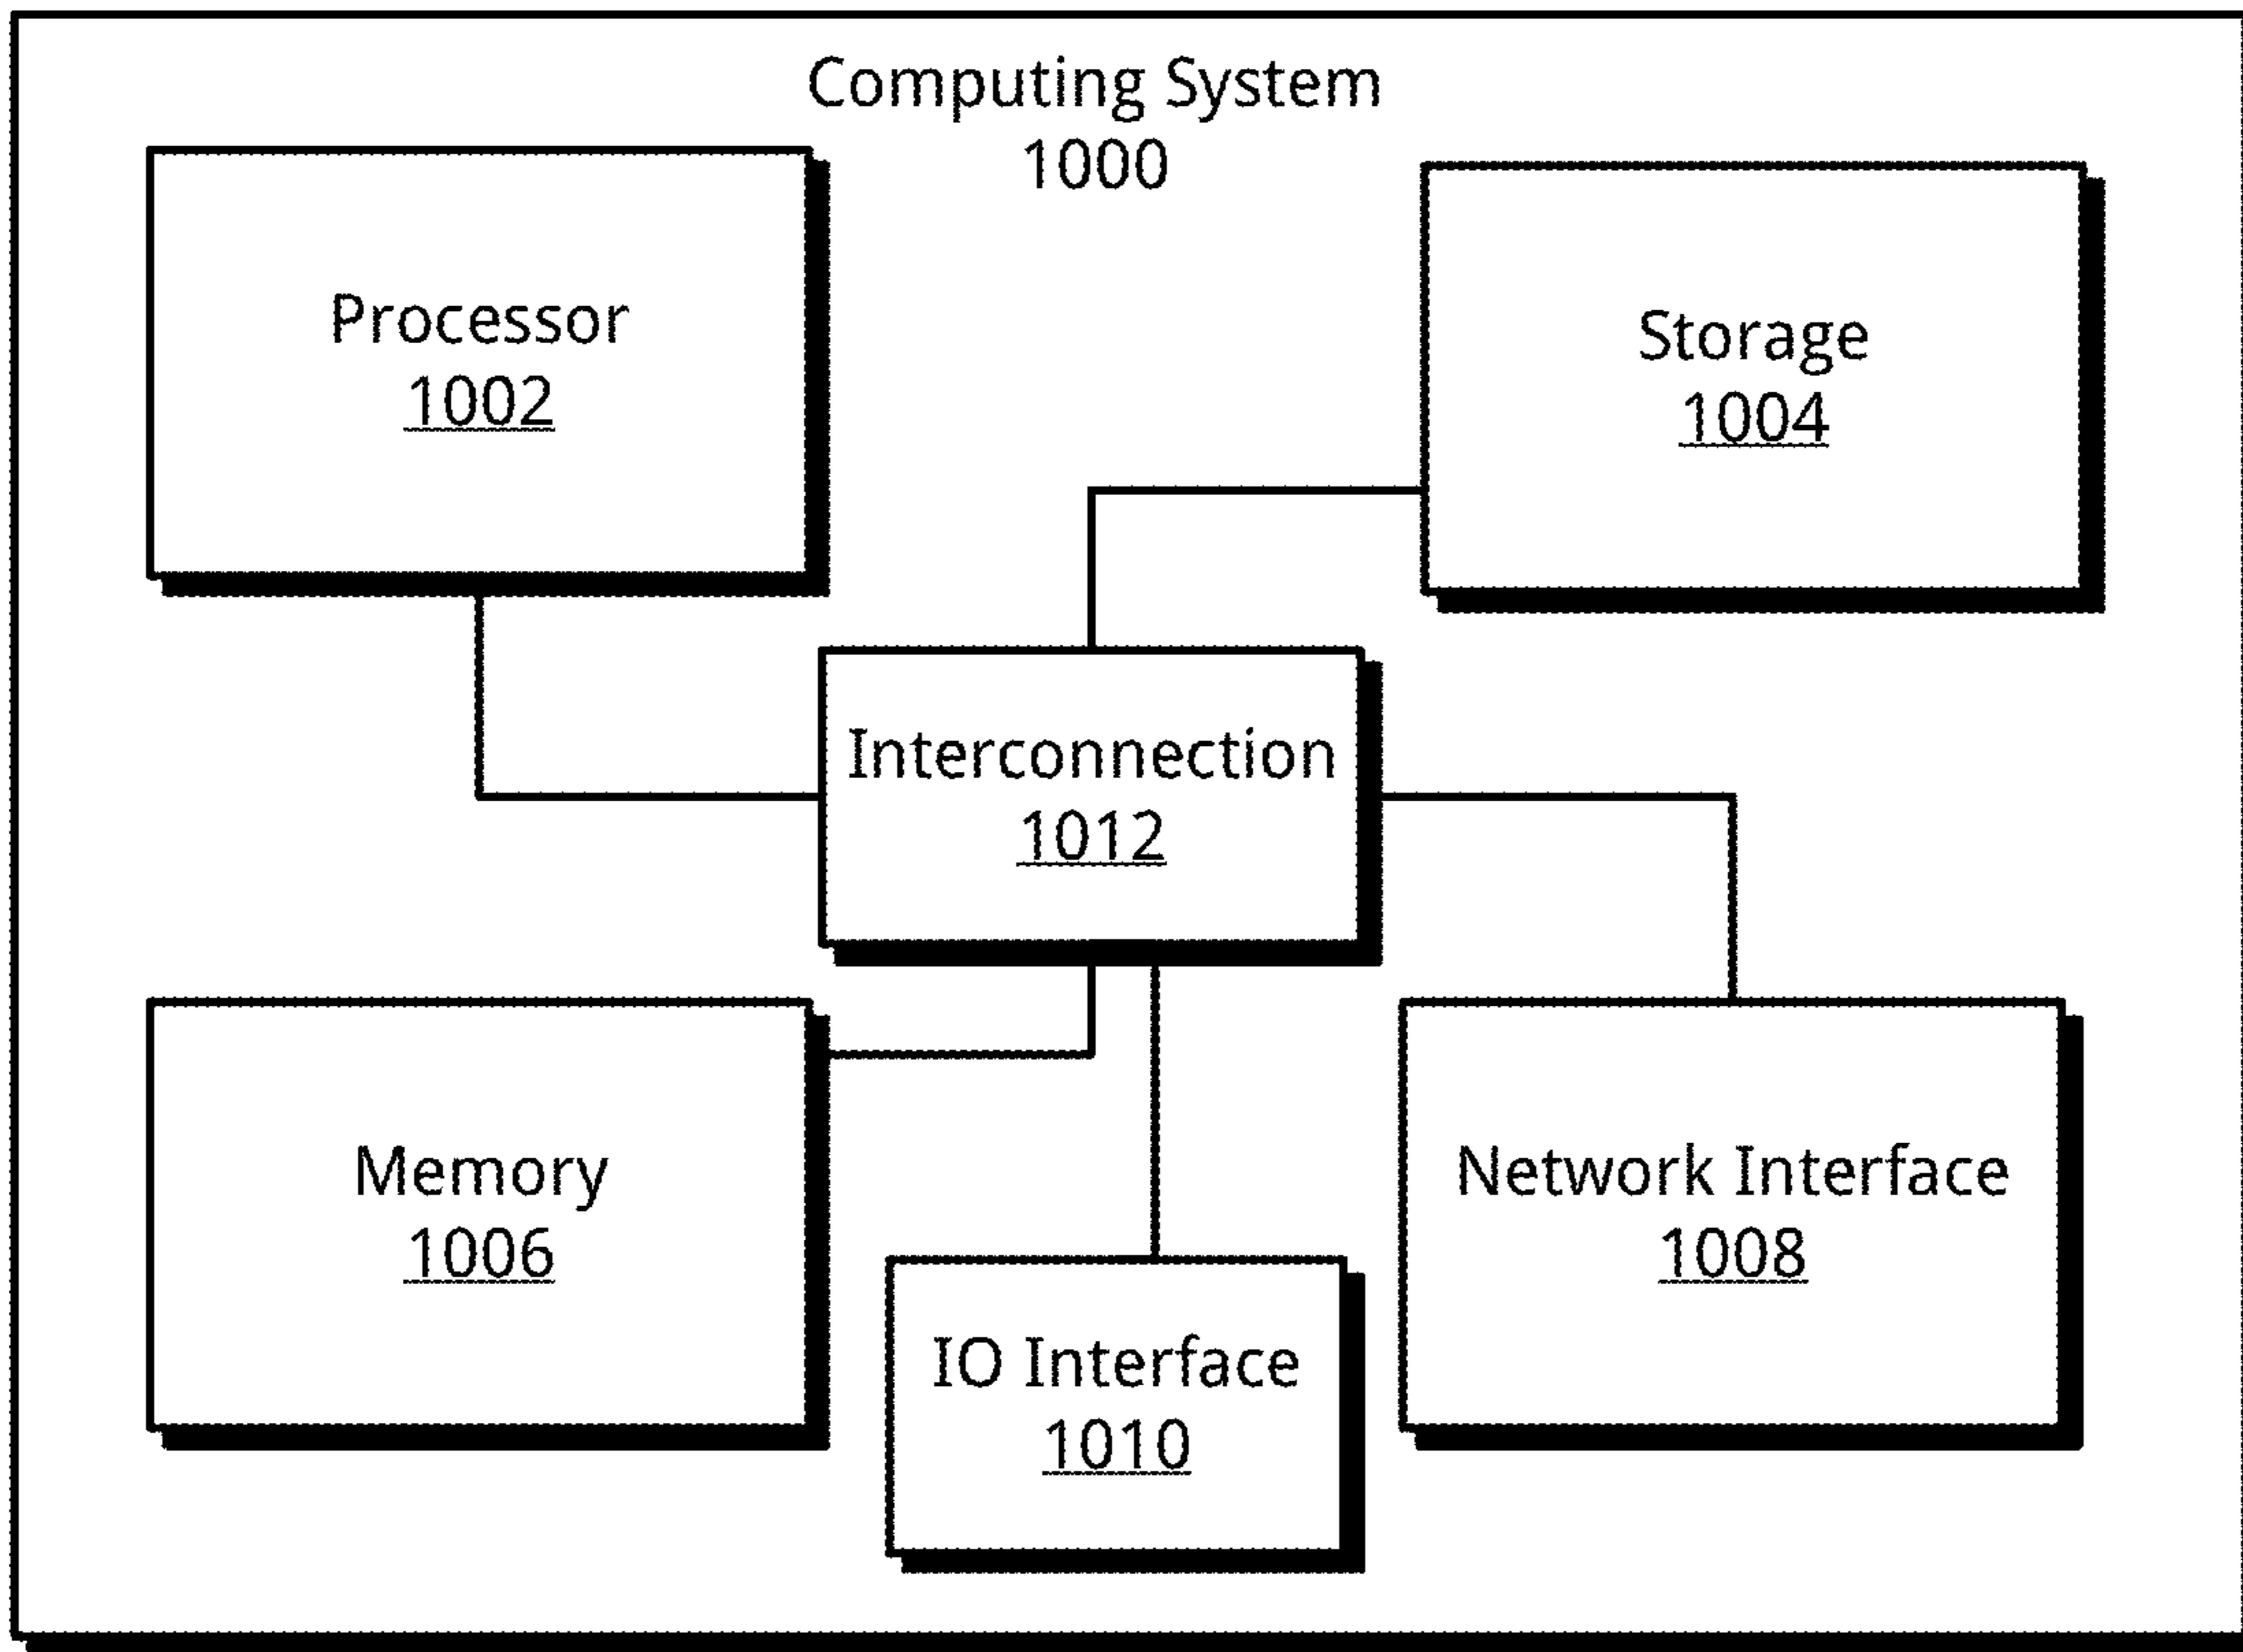 Computing System
1000
Processor
1002
Storage
1004
Interconnection
1012
Memory
1006
Network Interface
1008
IO Interface
1010